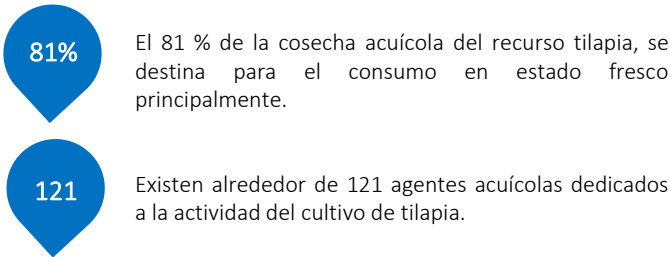 81%
El 81 % de la cosecha acuícola del recurso tilapia, se
destina para el consumo en estado fresco
principalmente.
121
Existen alrededor de 121 agentes acuícolas dedicados
a la actividad del cultivo de tilapia.